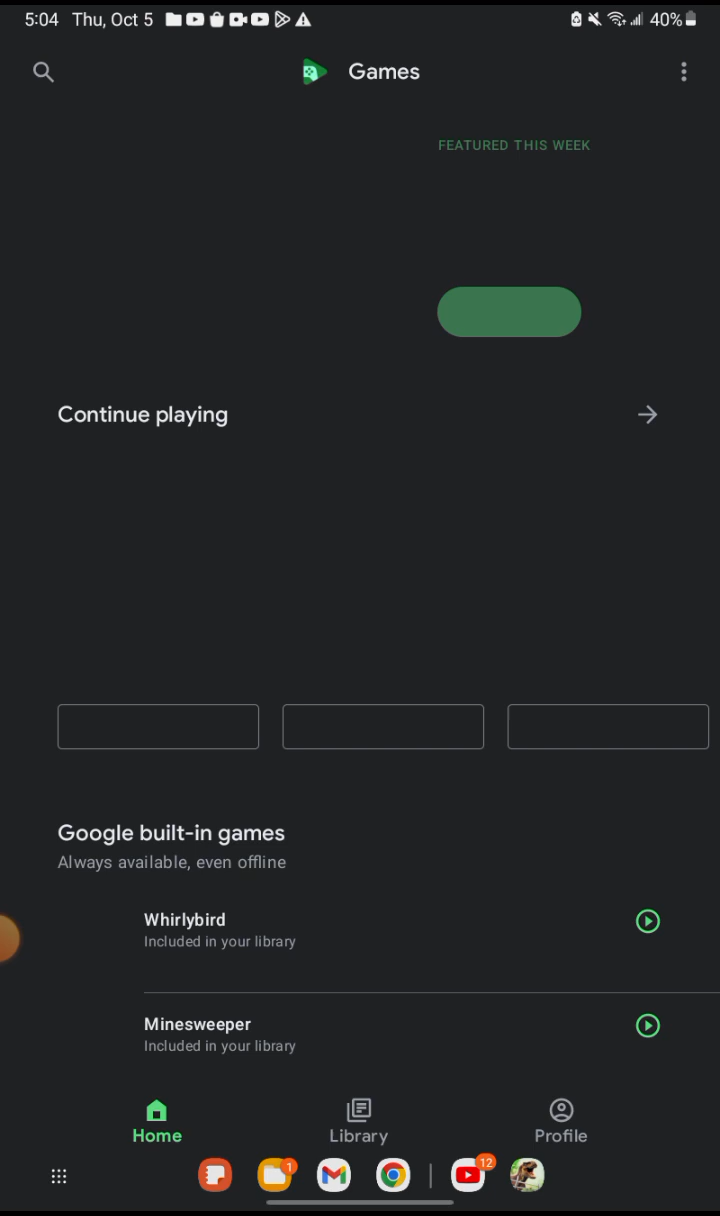 5:04 Thu, Oct 5
40%
Games
FEATURED THIS WEEK
Continue playing
Google built-in games
Always available, even offline
Whirlybird
Included in your library
Minesweeper
Included in your library
Home
Library
Profile
1
12